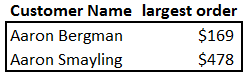 Customer Name largest order
Aaron Bergman $169
Aaron Smayling $478